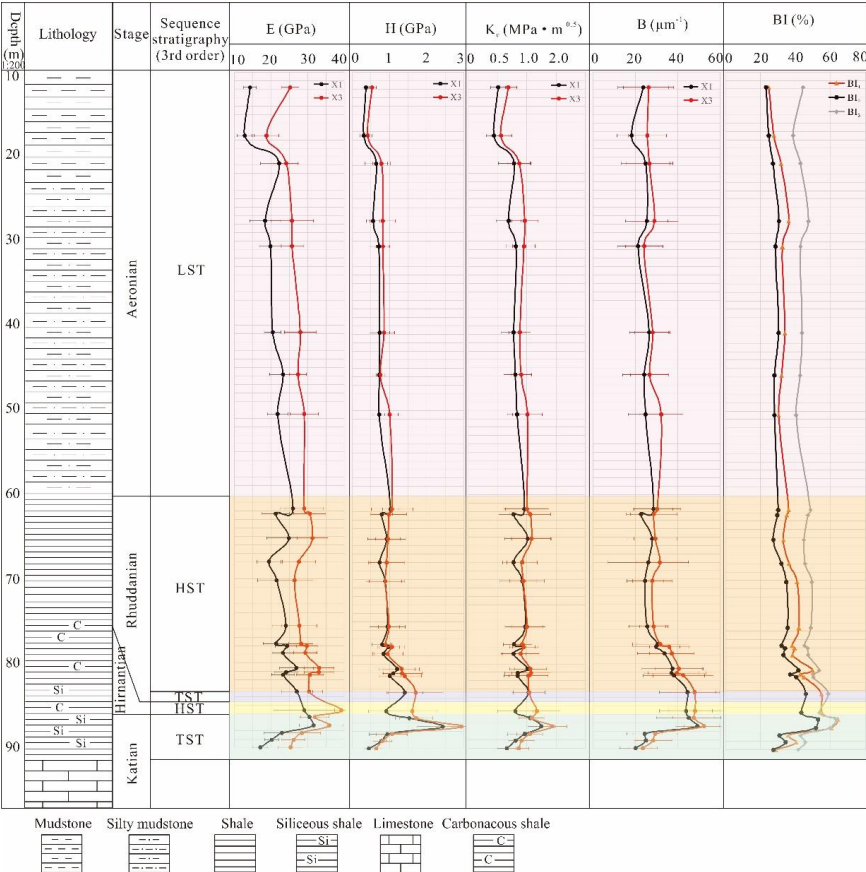 Depth (m)
1:200
Lithology
Stage
Sequence
stratigraphy
(3rd order)
E (GPa)
H (GPa)
Kc (MPa · m^0.5)
B (μm⁻¹)
BI (%)
10 20 30 40
0 1 2 3
0 0.5 1.0 2.0
0 20 40 60
0 20 40 60 80
X1
X3
X1
X3
X1
X3
X1
X3
BI₁
10
20
30
40
50
60
70
80
90
Aeronian
Rhuddanian
Hirnantian
Katian
LST
HST
TST
HST
TST
C
C
C
Si
C
Si
Si
Si
Mudstone Silty mudstone Shale Siliceous shale Limestone Carbonacous shale
Si
Si
C
C